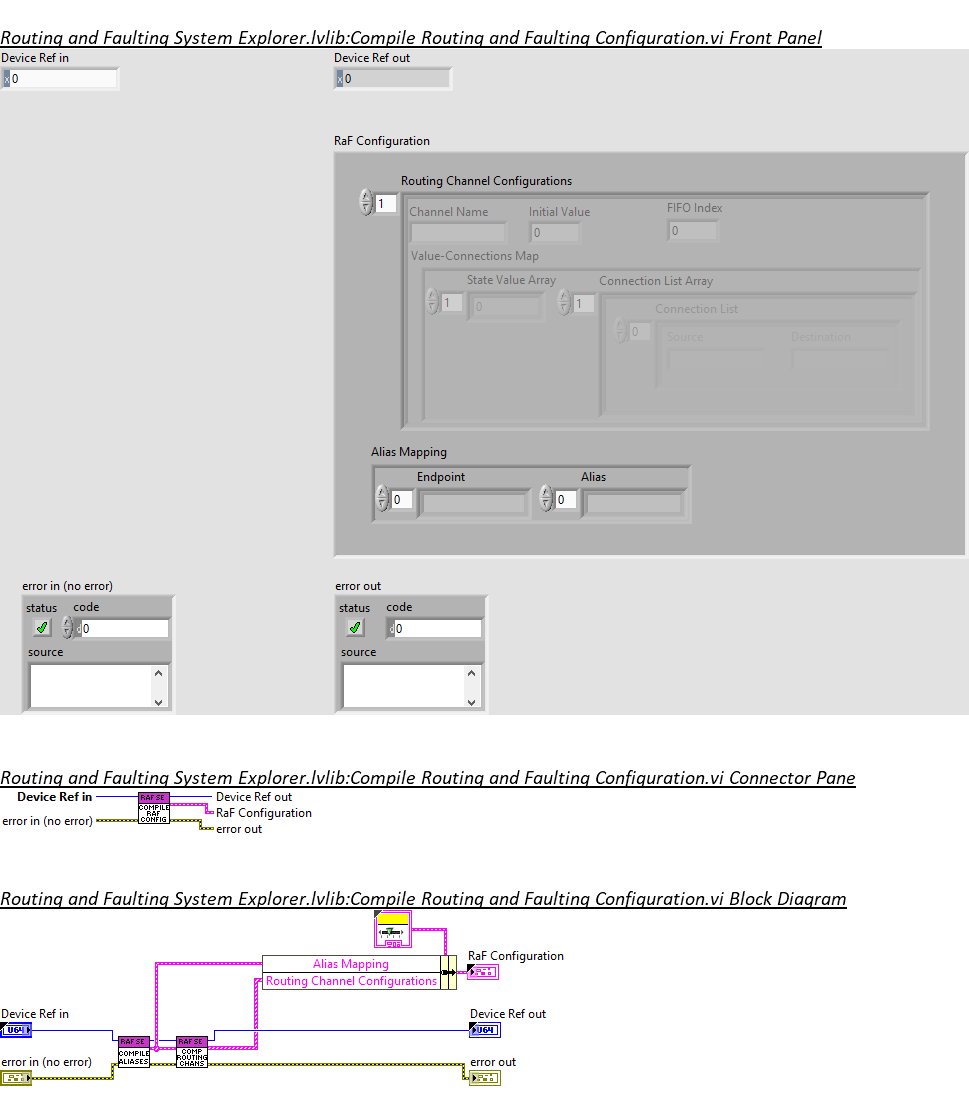 Routing and Faulting System Explorer.lvlib:Compile Routing and Faulting Configuration.vi Front Panel
Device Ref in
Device Ref out
x 0
x 0
RaF Configuration
Routing Channel Configurations
1
Channel Name
Initial Value
FIFO Index
0
0
Value-Connections Map
State Value Array
Connection List Array
1
0
1
Connection List
0
Source
Destination
Alias Mapping
Endpoint
Alias
0
0
error in (no error)
error out
status code
status code
d 0
d 0
source
source
Routing and Faulting System Explorer.lvlib:Compile Routing and Faulting Configuration.vi Connector Pane
Device Ref in
RAF SE
Device Ref out
COMPILE
RAF
CONFIG
RaF Configuration
error in (no error)
error out
Routing and Faulting System Explorer.lvlib:Compile Routing and Faulting Configuration.vi Block Diagram
RaF Configuration
Alias Mapping
Routing Channel Configurations
Device Ref in
Device Ref out
U64
U64
RAF SE
COMPILE
ALIASES
RAF SE
COMP
ROUTING
CHANS
error in (no error)
error out